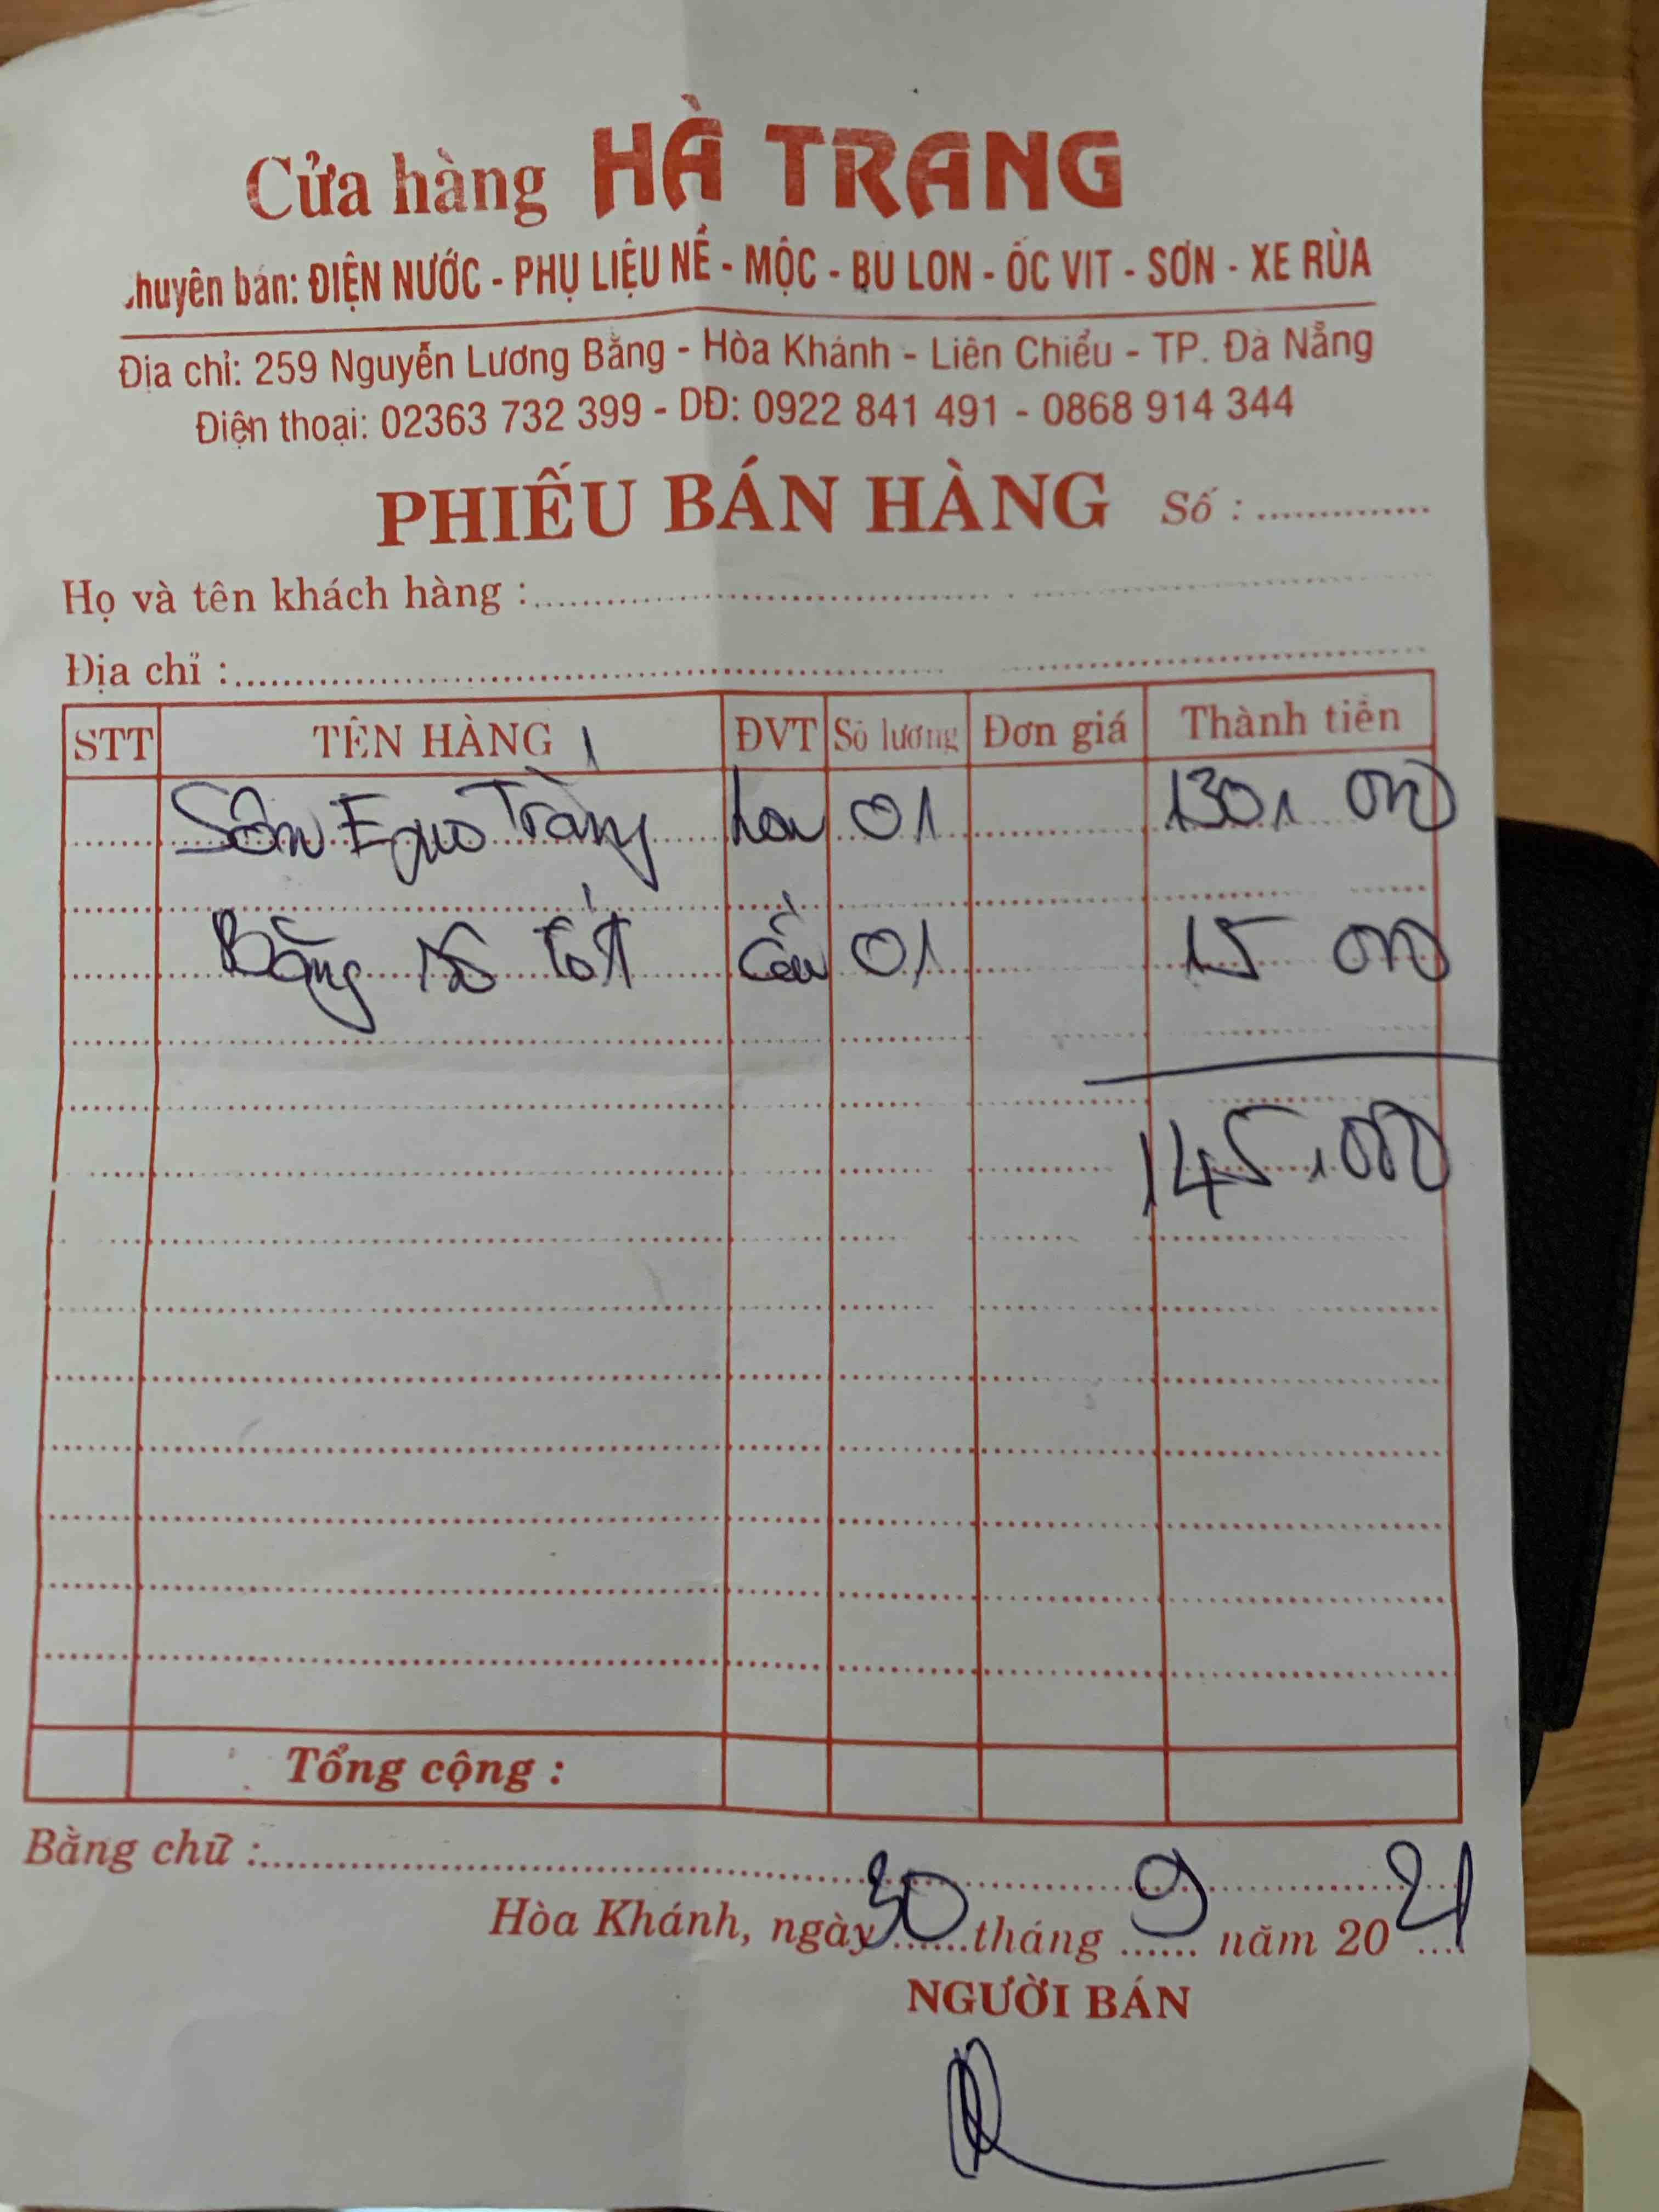 Cửa hàng HÀ TRANG
huyên bán: ĐIỆN NƯỚC - PHỤ LIỆU NỀ - MỘC - BU LON - ỐC VIT - SƠN - XE RÙA
Địa chỉ: 259 Nguyễn Lương Bằng - Hòa Khánh - Liên Chiểu - TP. Đà Nẵng
Điện thoại: 02363 732 399 - DĐ: 0922 841 491 - 0868 914 344
PHIẾU BÁN HÀNG Số :
Họ và tên khách hàng :
Địa chỉ :
STT TÊN HÀNG ĐVT Số lượng Đơn giá Thành tiền
Sơn Expo Trắng Lon 01 130, 000
Băng tốt 01 15 000
145,000
Tổng cộng :
Bằng chữ :
Hòa Khánh, ngày 30 tháng 9 năm 2021
NGƯỜI BÁN